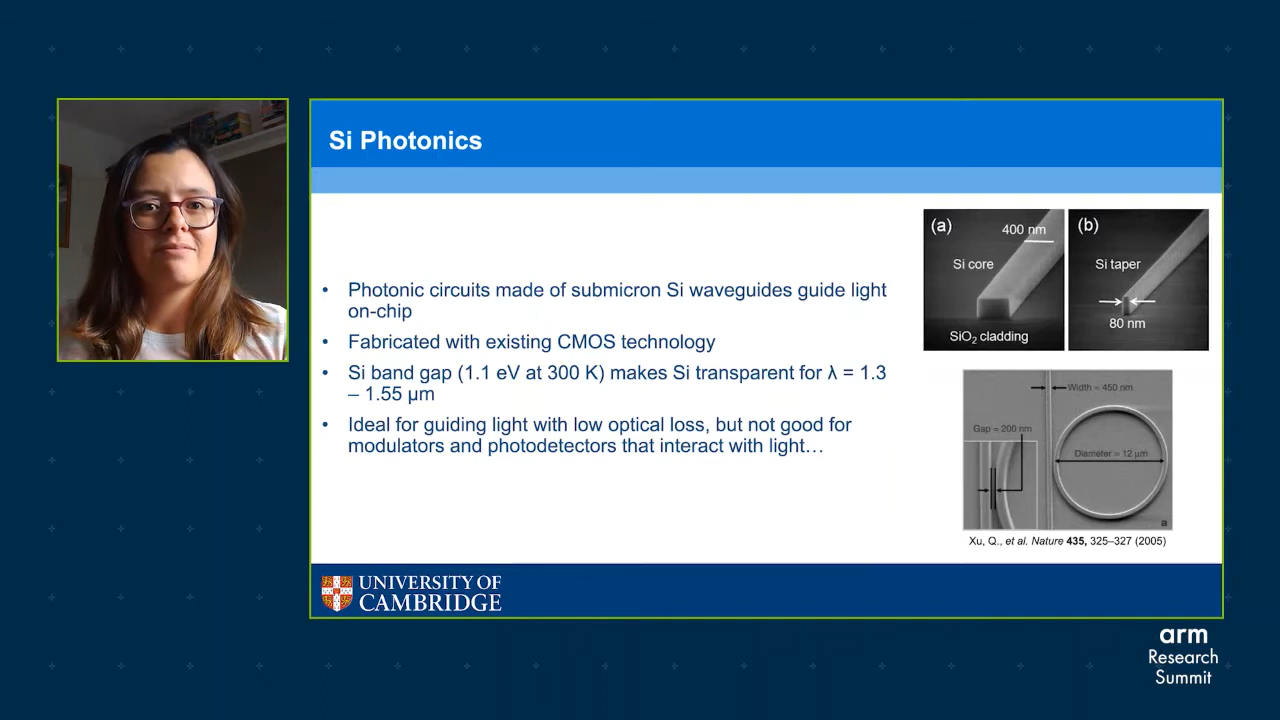 Si Photonics
• Photonic circuits made of submicron Si waveguides guide light
on-chip
• Fabricated with existing CMOS technology
• Si band gap (1.1 eV at 300 K) makes Si transparent for λ = 1.3
– 1.55 μm
• Ideal for guiding light with low optical loss, but not good for
modulators and photodetectors that interact with light…
(a)
400 nm
Si core
SiO₂ cladding
(b)
Si taper
80 nm
Width = 450 nm
Gap = 200 nm
Diameter = 12 μm
a
Xu, Q., et al. Nature 435, 325–327 (2005)
UNIVERSITY OF
CAMBRIDGE
arm
Research
Summit